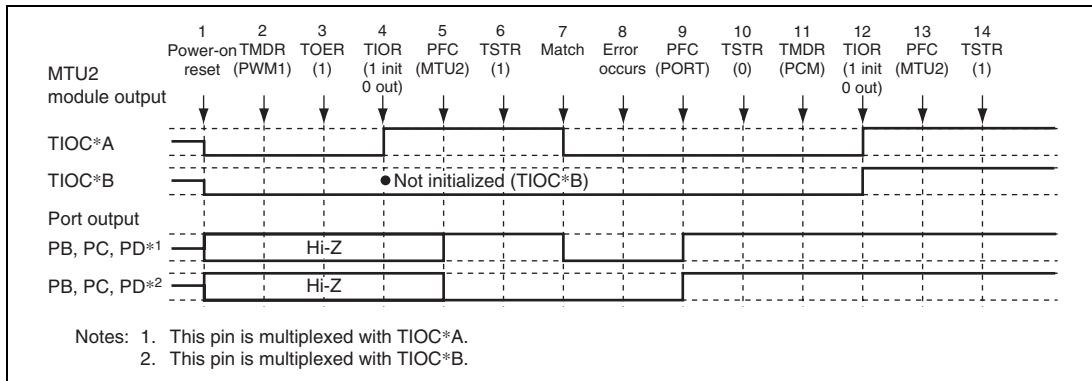 1 2 3 4 5 6 7 8 9 10 11 12 13 14
Power-on TMDR TOER TIOR PFC TSTR Match Error PFC TSTR TMDR TIOR PFC TSTR
reset (PWM1) (1) (1 init (MTU2) (1) occurs (PORT) (0) (PCM) (1 init (MTU2) (1)
0 out) 0 out)
MTU2
module output
TIOC*A
TIOC*B
Not initialized (TIOC*B)
Port output
PB, PC, PD*1 Hi-Z
PB, PC, PD*2 Hi-Z
Notes: 1. This pin is multiplexed with TIOC*A.
2. This pin is multiplexed with TIOC*B.